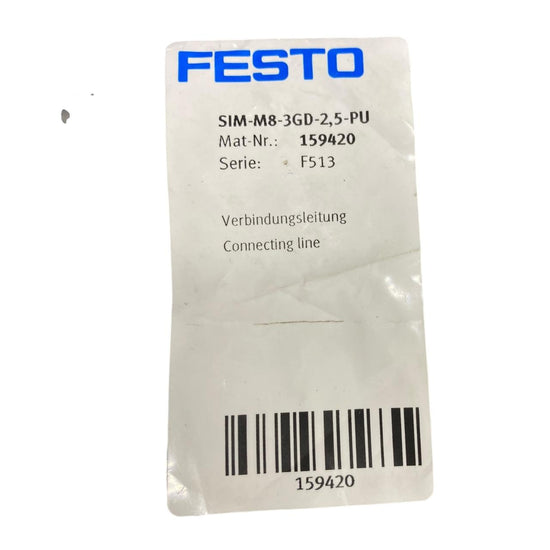 FESTO
SIM-M8-3GD-2,5-PU
Mat-Nr.: 159420
Serie: F513
Verbindungsleitung
Connecting line
159420